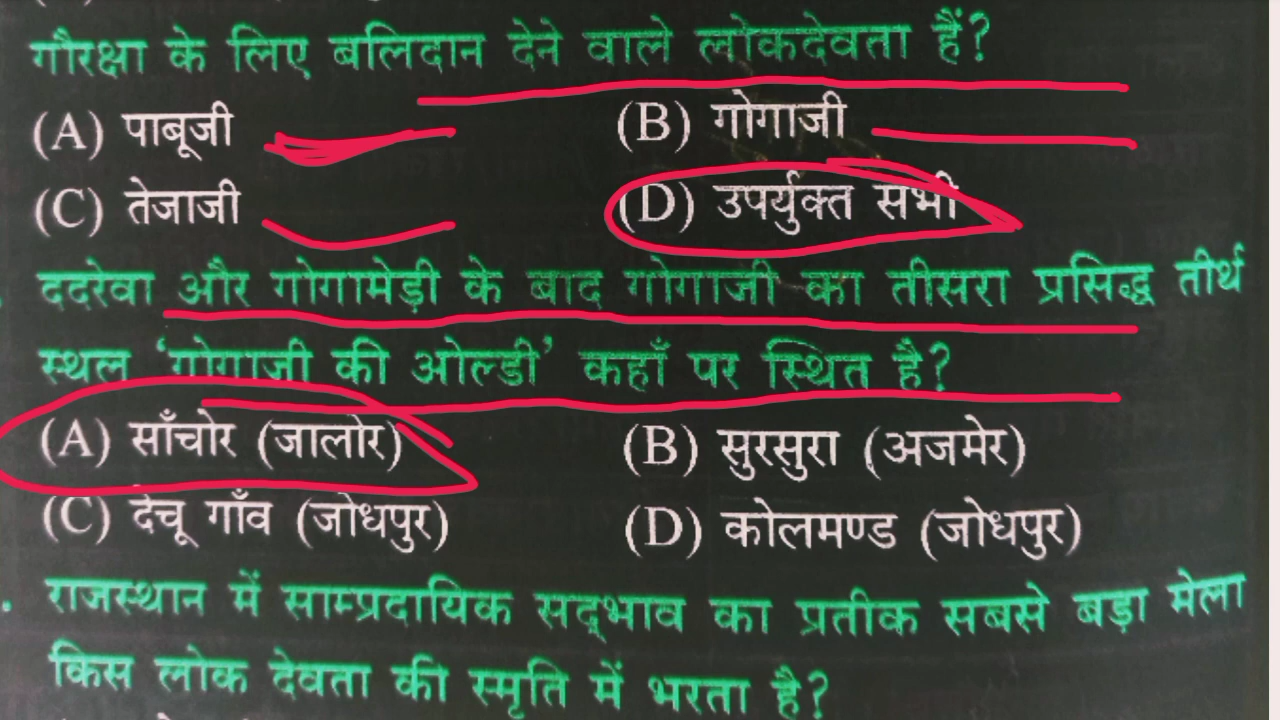 गौरक्षा के लिए बलिदान देने वाले लोकदेवता हैं?
(A) पाबूजी (B) गोगाजी
(C) तेजाजी (D) उपर्युक्त सभी
ददरेवा और गोगामेड़ी के बाद गोगाजी का तीसरा प्रसिद्ध तीर्थ
स्थल ‘गोगाजी की ओल्डी’ कहाँ पर स्थित है?
(A) साँचोर (जालोर) (B) सुरसुरा (अजमेर)
(C) देचू गाँव (जोधपुर) (D) कोलमण्ड (जोधपुर)
. राजस्थान में साम्प्रदायिक सद्‌भाव का प्रतीक सबसे बड़ा मेला
किस लोक देवता की स्मृति में भरता है?